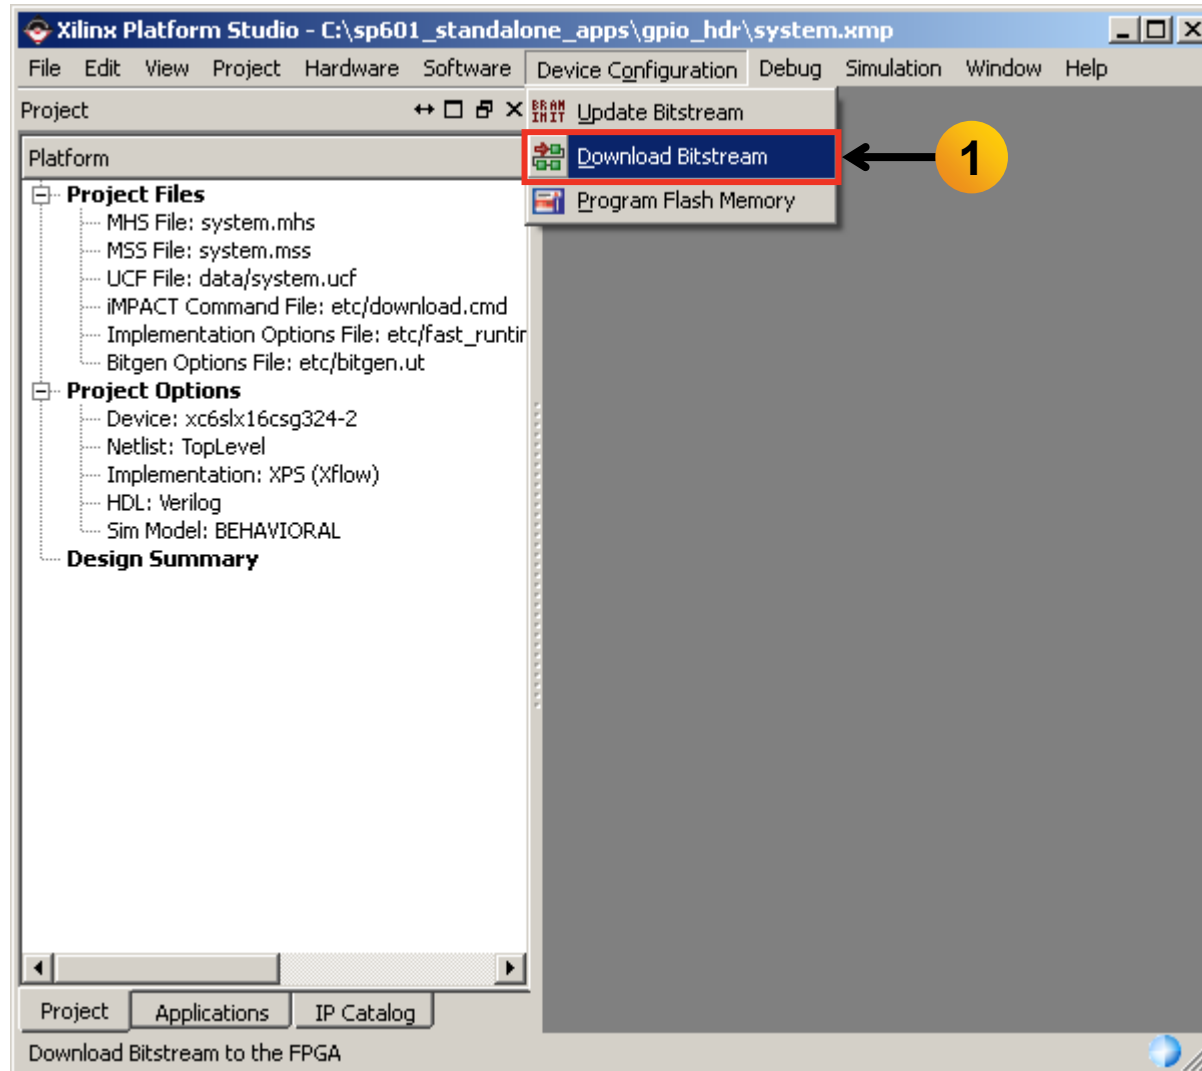 Xilinx Platform Studio - C:\sp601_standalone_apps\gpio_hdr\system.xmp
File Edit View Project Hardware Software Device Configuration Debug Simulation Window Help
Project
BRAM INIT Update Bitstream
Download Bitstream
1
Program Flash Memory
Platform
Project Files
MHS File: system.mhs
MSS File: system.mss
UCF File: data/system.ucf
iMPACT Command File: etc/download.cmd
Implementation Options File: etc/fast_runtir
Bitgen Options File: etc/bitgen.ut
Project Options
Device: xc6slx16csg324-2
Netlist: TopLevel
Implementation: XPS (Xflow)
HDL: Verilog
Sim Model: BEHAVIORAL
Design Summary
Project Applications IP Catalog
Download Bitstream to the FPGA